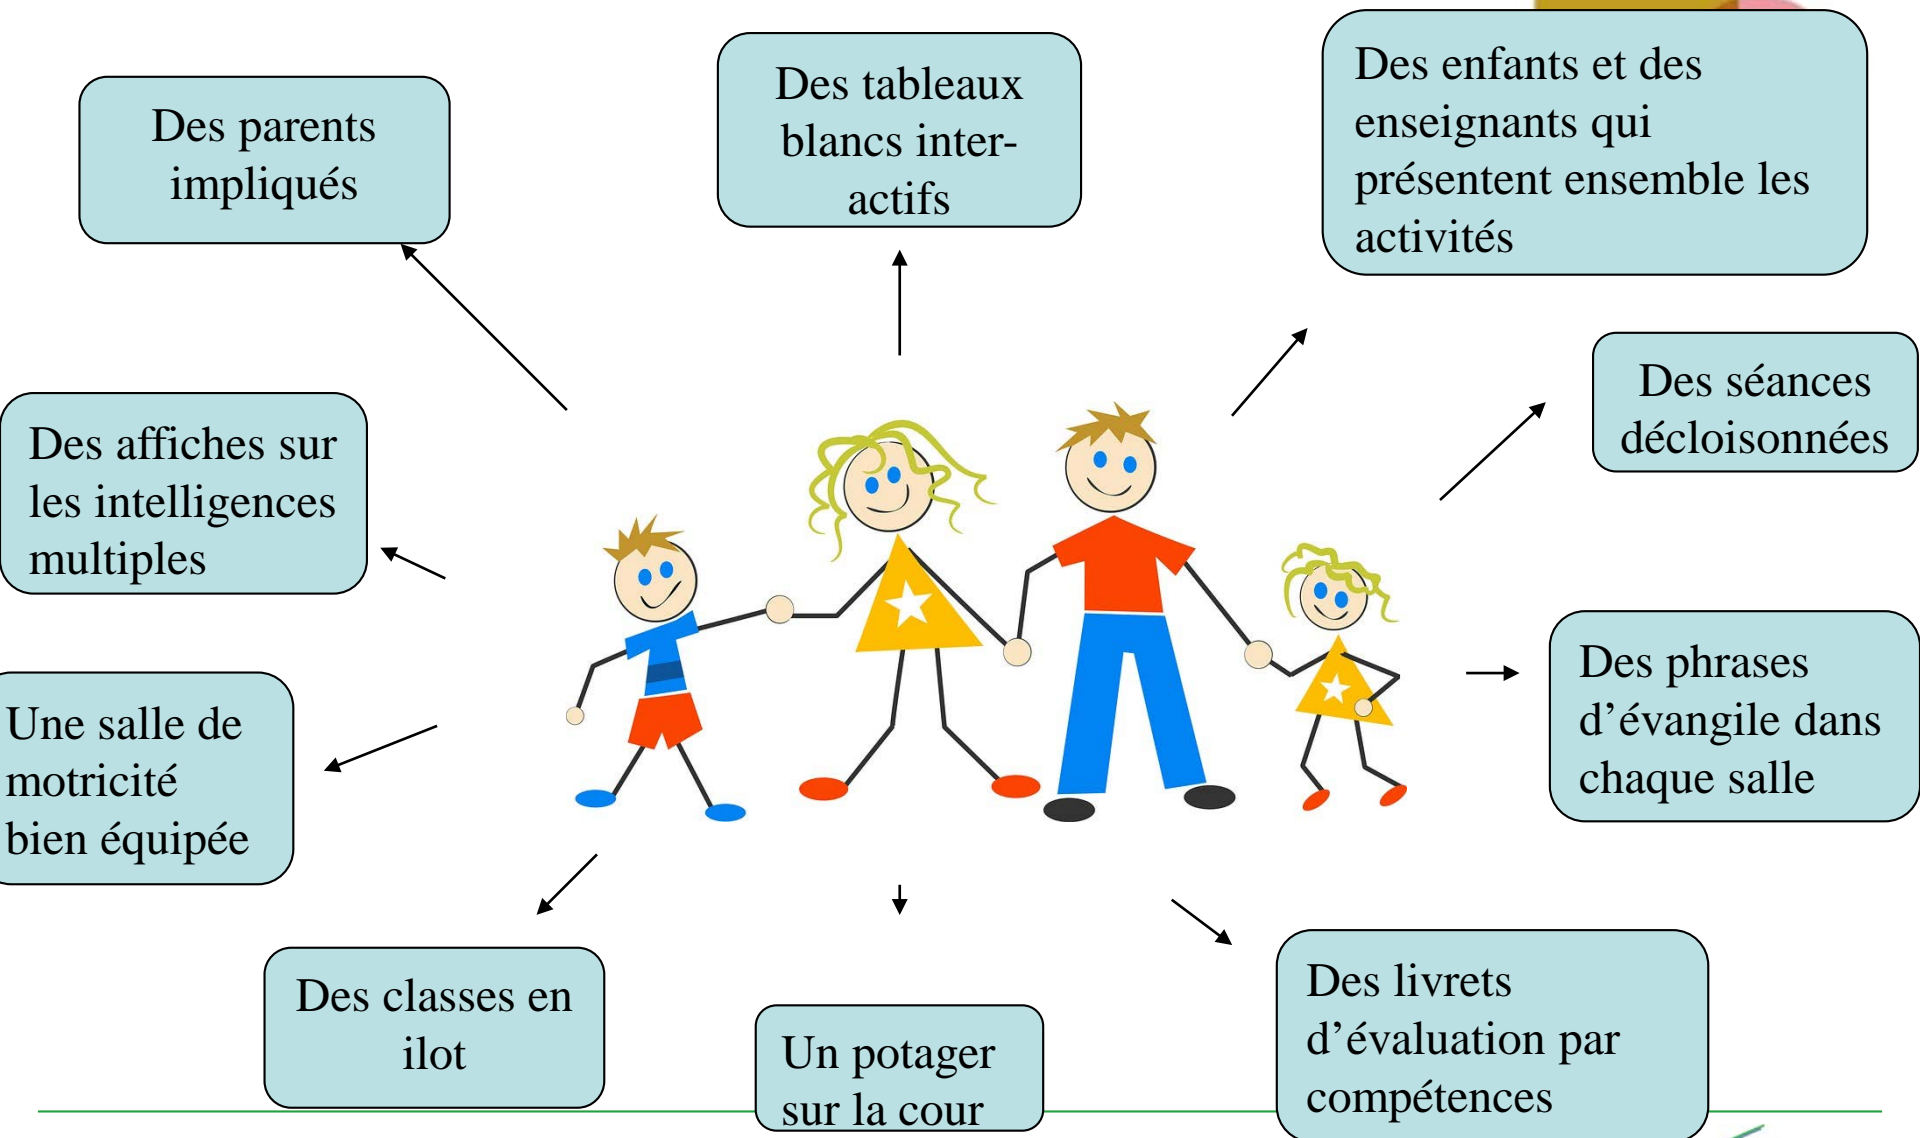 Des parents
impliqués
Des tableaux
blancs inter-
actifs
Des enfants et des
enseignants qui
présentent ensemble les
activités
Des séances
décloisonnées
Des affiches sur
les intelligences
multiples
Des phrases
d’évangile dans
chaque salle
Une salle de
motricité
bien équipée
Des classes en
ilot
Un potager
sur la cour
Des livrets
d’évaluation par
compétences